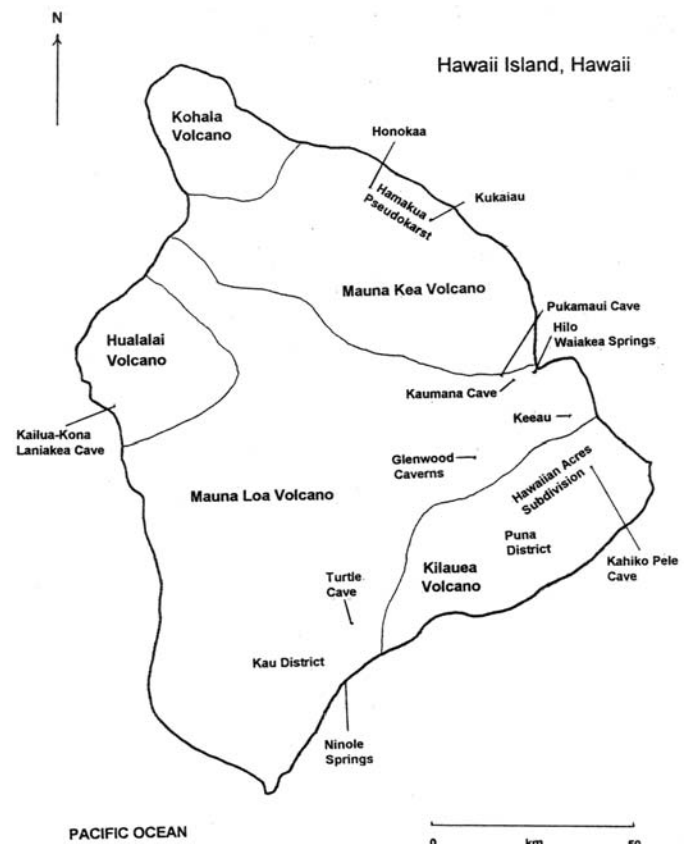 N
Hawaii Island, Hawaii
Kohala
Volcano
Honokaa
Hamakua
Pseudokarst
Kukaiau
Mauna Kea Volcano
Pukamaui Cave
Hilo
Waiakea Springs
Hualalai
Volcano
Kaumana Cave
Keeau
Kailua-Kona
Laniakea Cave
Glenwood
Caverns
Hawaiian Acres
Subdivision
Mauna Loa Volcano
Puna
District
Kilauea
Volcano
Kahiko Pele
Cave
Turtle
Cave
Kau District
Ninole
Springs
PACIFIC OCEAN
0 km 50